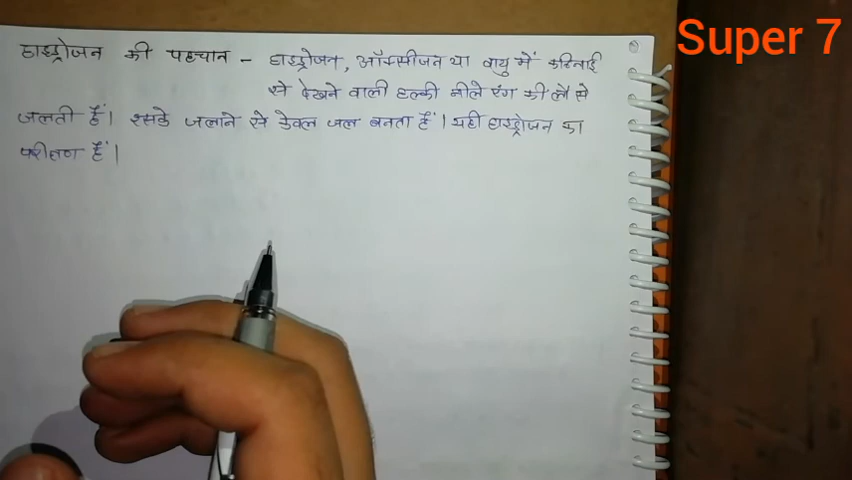 Super 7
हाइड्रोजन की पहचान - हाइड्रोजन, ऑक्सीजन या वायु में कठिनाई
से देखने वाली हल्की नीले रंग की लौ से
जलती हैं। इसके जलाने से केवल जल बनता हैं। यही हाइड्रोजन का
परीक्षण हैं।